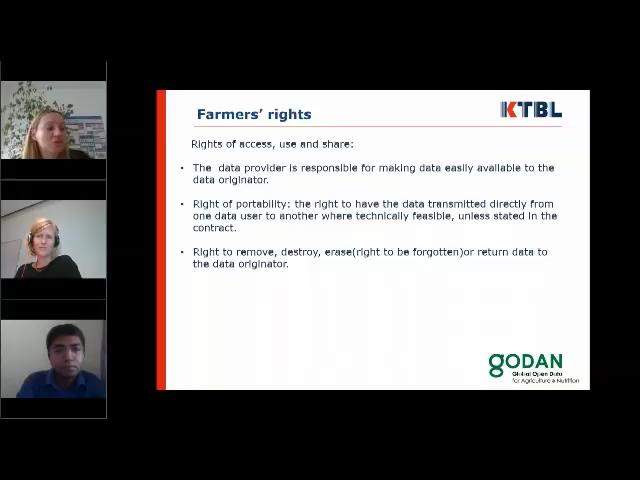 Farmers' rights
KTBL
Rights of access, use and share:
• The data provider is responsible for making data easily available to the
data originator.
• Right of portability: the right to have the data transmitted directly from
one data user to another where technically feasible, unless stated in the
contract.
• Right to remove, destroy, erase(right to be forgotten)or return data to
the data originator.
GODAN
Global Open Data
for Agriculture & Nutrition